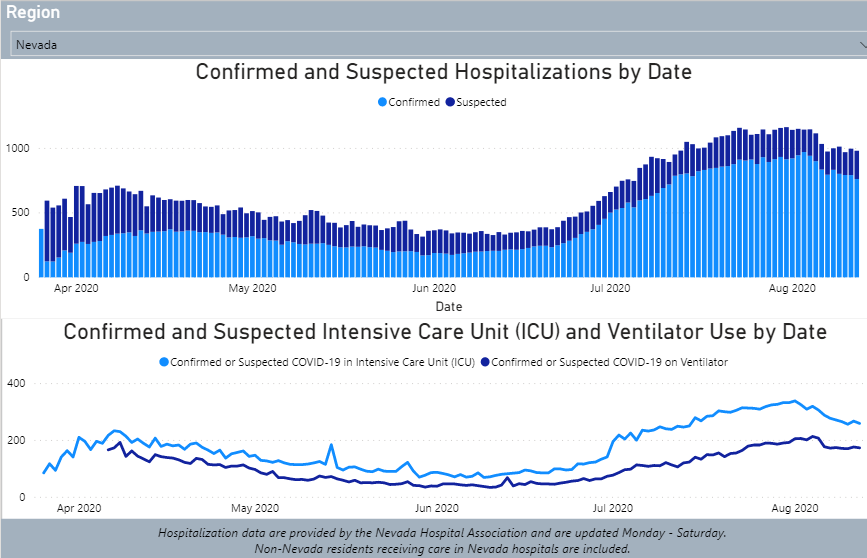 Region
Nevada
Confirmed and Suspected Hospitalizations by Date
Confirmed Suspected
1000
500
0
Apr 2020 May 2020 Jun 2020 Jul 2020 Aug 2020
Date
Confirmed and Suspected Intensive Care Unit (ICU) and Ventilator Use by Date
Confirmed or Suspected COVID-19 in Intensive Care Unit (ICU) Confirmed or Suspected COVID-19 on Ventilator
400
200
0
Apr 2020 May 2020 Jun 2020 Jul 2020 Aug 2020
Hospitalization data are provided by the Nevada Hospital Association and are updated Monday - Saturday.
Non-Nevada residents receiving care in Nevada hospitals are included.